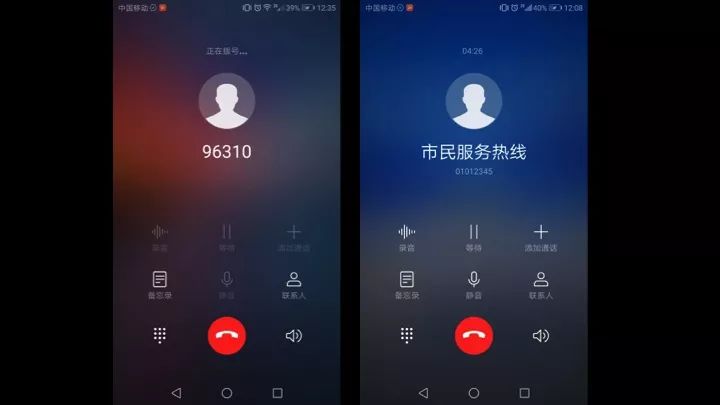 中国移动
39%
12:35
正在拨号...
96310
录音
等待
添加通话
备忘录
静音
联系人
中国移动
40%
12:08
04:26
市民服务热线
01012345
录音
等待
添加通话
备忘录
静音
联系人